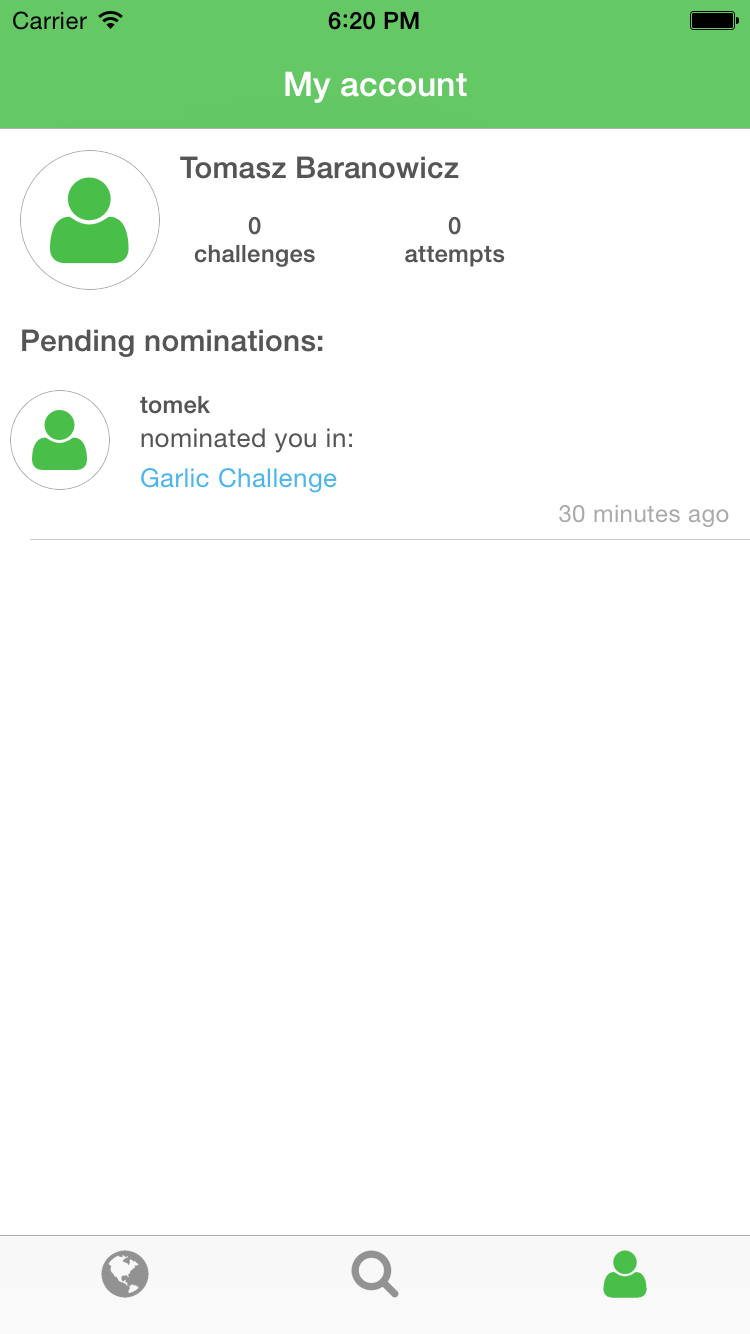 Carrier 6:20 PM
My account
Tomasz Baranowicz
0 0
challenges attempts
Pending nominations:
tomek
nominated you in:
Garlic Challenge
30 minutes ago